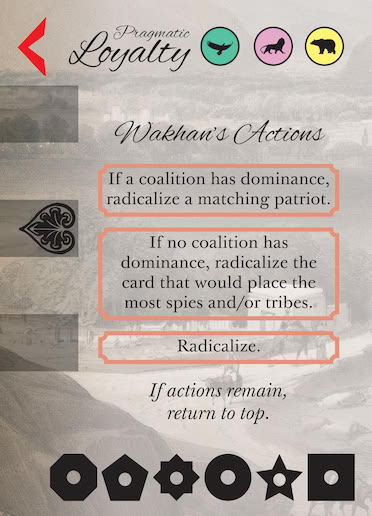 Pragmatic
Loyalty
Wakhan's Actions
If a coalition has dominance,
radicalize a matching patriot.
If no coalition has
dominance, radicalize the
card that would place the
most spies and/or tribes.
Radicalize.
If actions remain,
return to top.